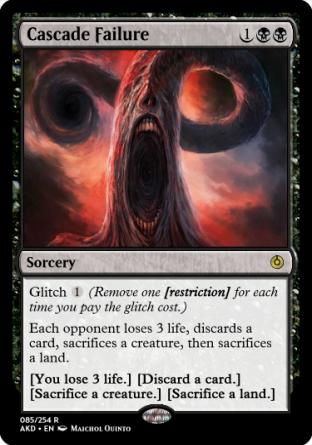 Cascade Failure 1
Sorcery
Glitch 1 (Remove one [restriction] for each
time you pay the glitch cost.)
Each opponent loses 3 life, discards a
card, sacrifices a creature, then sacrifices
a land.
[You lose 3 life.] [Discard a card.]
[Sacrifice a creature.] [Sacrifice a land.]
085/254 R
AKD • EN Maichol Quinto